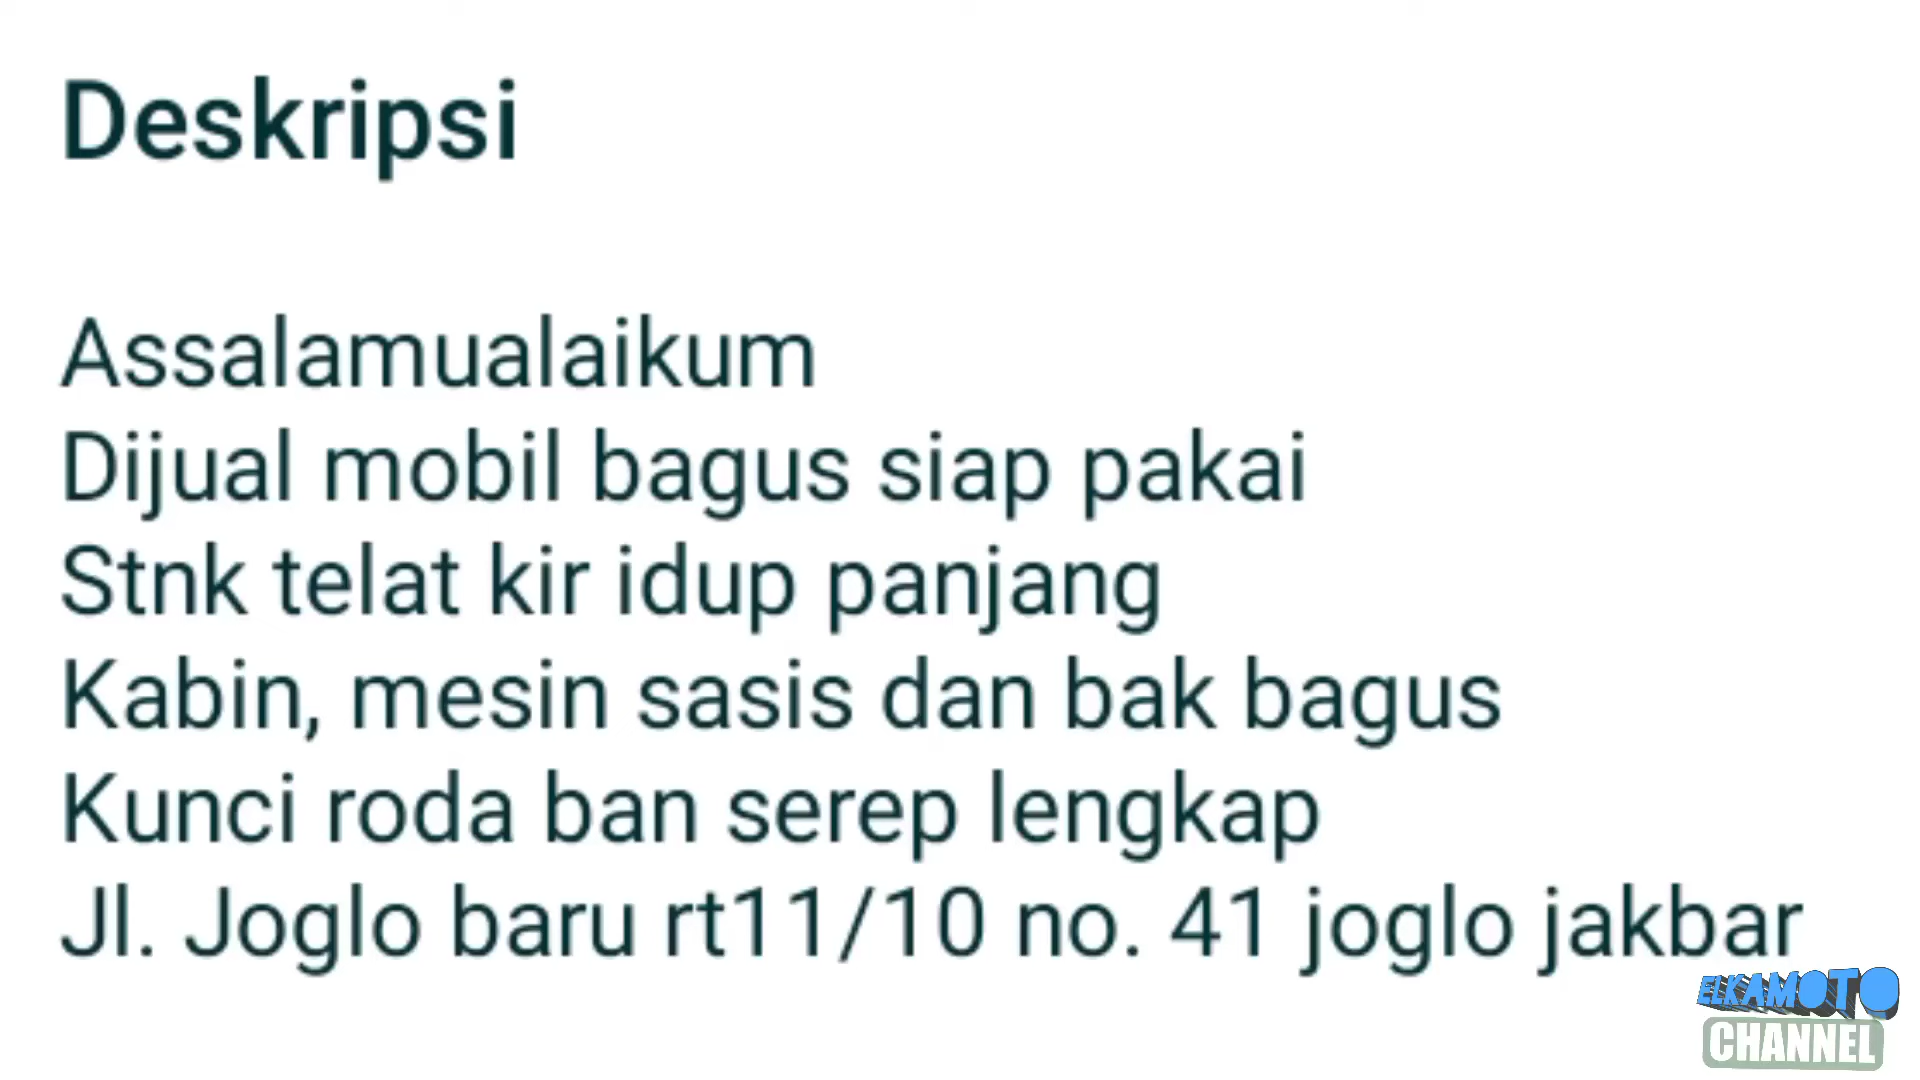 Deskripsi
Assalamualaikum
Dijual mobil bagus siap pakai
Stnk telat kir idup panjang
Kabin, mesin sasis dan bak bagus
Kunci roda ban serep lengkap
Jl. Joglo baru rt11/10 no. 41 joglo jakbar
ELKAMOTO
CHANNEL